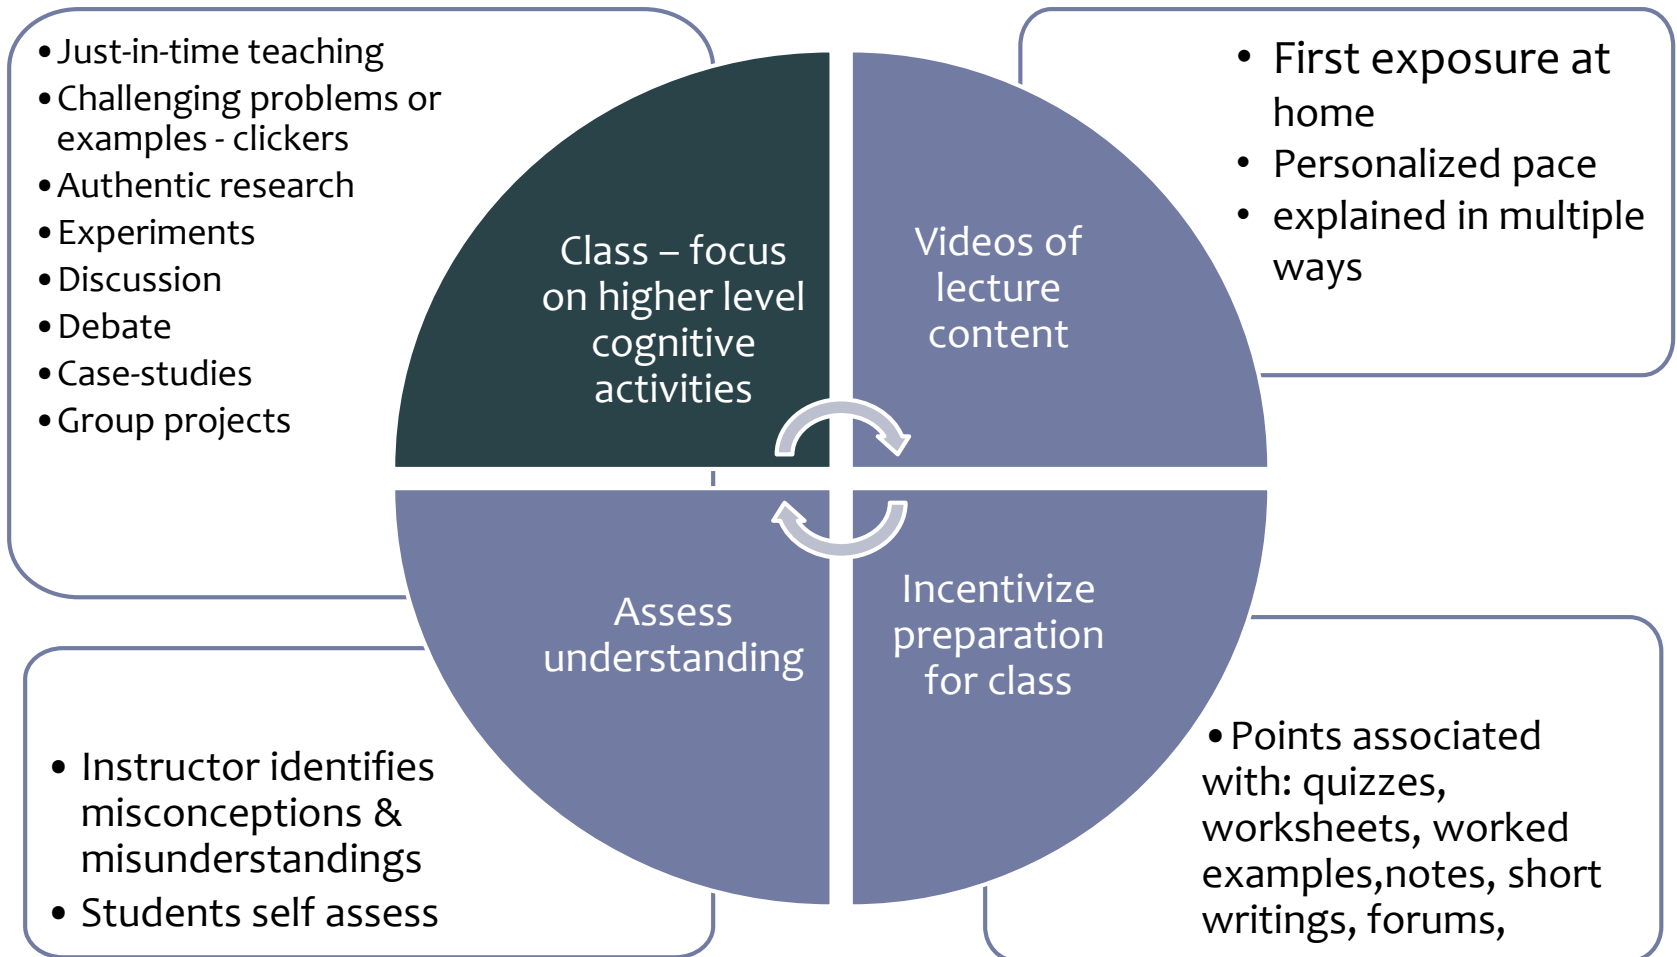 • Just-in-time teaching
• Challenging problems or
examples - clickers
• Authentic research
• Experiments
• Discussion
• Debate
• Case-studies
• Group projects
Class – focus
on higher level
cognitive
activities
Videos of
lecture
content
• First exposure at
home
• Personalized pace
• explained in multiple
ways
Assess
understanding
Incentivize
preparation
for class
• Instructor identifies
misconceptions &
misunderstandings
• Students self assess
• Points associated
with: quizzes,
worksheets, worked
examples,notes, short
writings, forums,